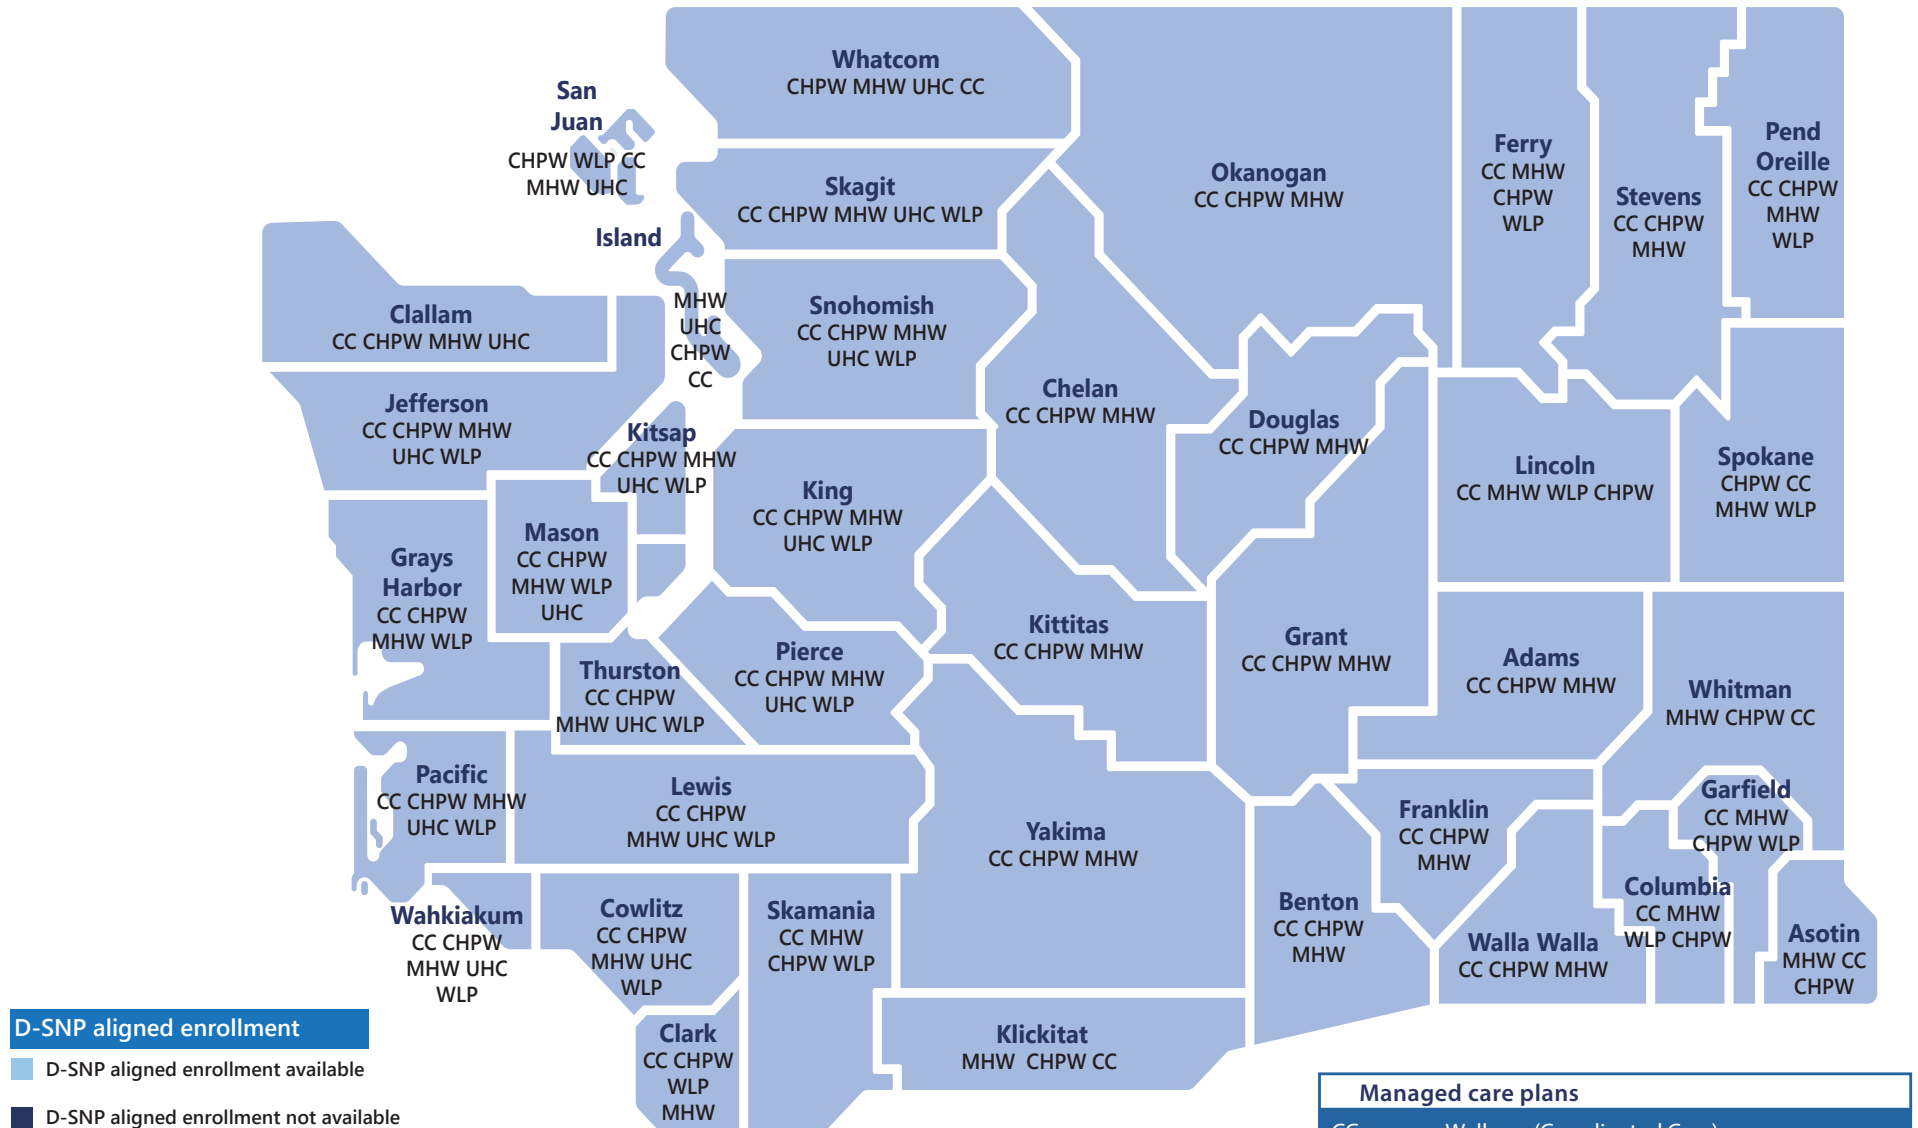 Whatcom
CHPW MHW UHC CC
San
Juan
CHPW WLP CC
MHW UHC
Skagit
CC CHPW MHW UHC WLP
Island
MHW
UHC
CHPW
CC
Okanogan
CC CHPW MHW
Ferry
CC MHW
CHPW
WLP
Stevens
CC CHPW
MHW
Pend
Oreille
CC CHPW
MHW
WLP
Clallam
CC CHPW MHW UHC
Snohomish
CC CHPW MHW
UHC WLP
Jefferson
CC CHPW MHW
UHC WLP
Kitsap
CC CHPW MHW
UHC WLP
Chelan
CC CHPW MHW
Douglas
CC CHPW MHW
Lincoln
CC MHW WLP CHPW
Spokane
CHPW CC
MHW WLP
King
CC CHPW MHW
UHC WLP
Mason
CC CHPW
MHW WLP
UHC
Grays
Harbor
CC CHPW
MHW WLP
Kittitas
CC CHPW MHW
Grant
CC CHPW MHW
Adams
CC CHPW MHW
Whitman
MHW CHPW CC
Thurston
CC CHPW
MHW UHC WLP
Pierce
CC CHPW MHW
UHC WLP
Pacific
CC CHPW MHW
UHC WLP
Lewis
CC CHPW
MHW UHC WLP
Yakima
CC CHPW MHW
Franklin
CC CHPW
MHW
Garfield
CC MHW
CHPW WLP
Wahkiakum
CC CHPW
MHW UHC
WLP
Cowlitz
CC CHPW
MHW UHC
WLP
Skamania
CC MHW
CHPW WLP
Benton
CC CHPW
MHW
Walla Walla
CC CHPW MHW
Columbia
CC MHW
WLP CHPW
Asotin
MHW CC
CHPW
Clark
CC CHPW
WLP
MHW
Klickitat
MHW CHPW CC
D-SNP aligned enrollment
D-SNP aligned enrollment available
D-SNP aligned enrollment not available
Managed care plans